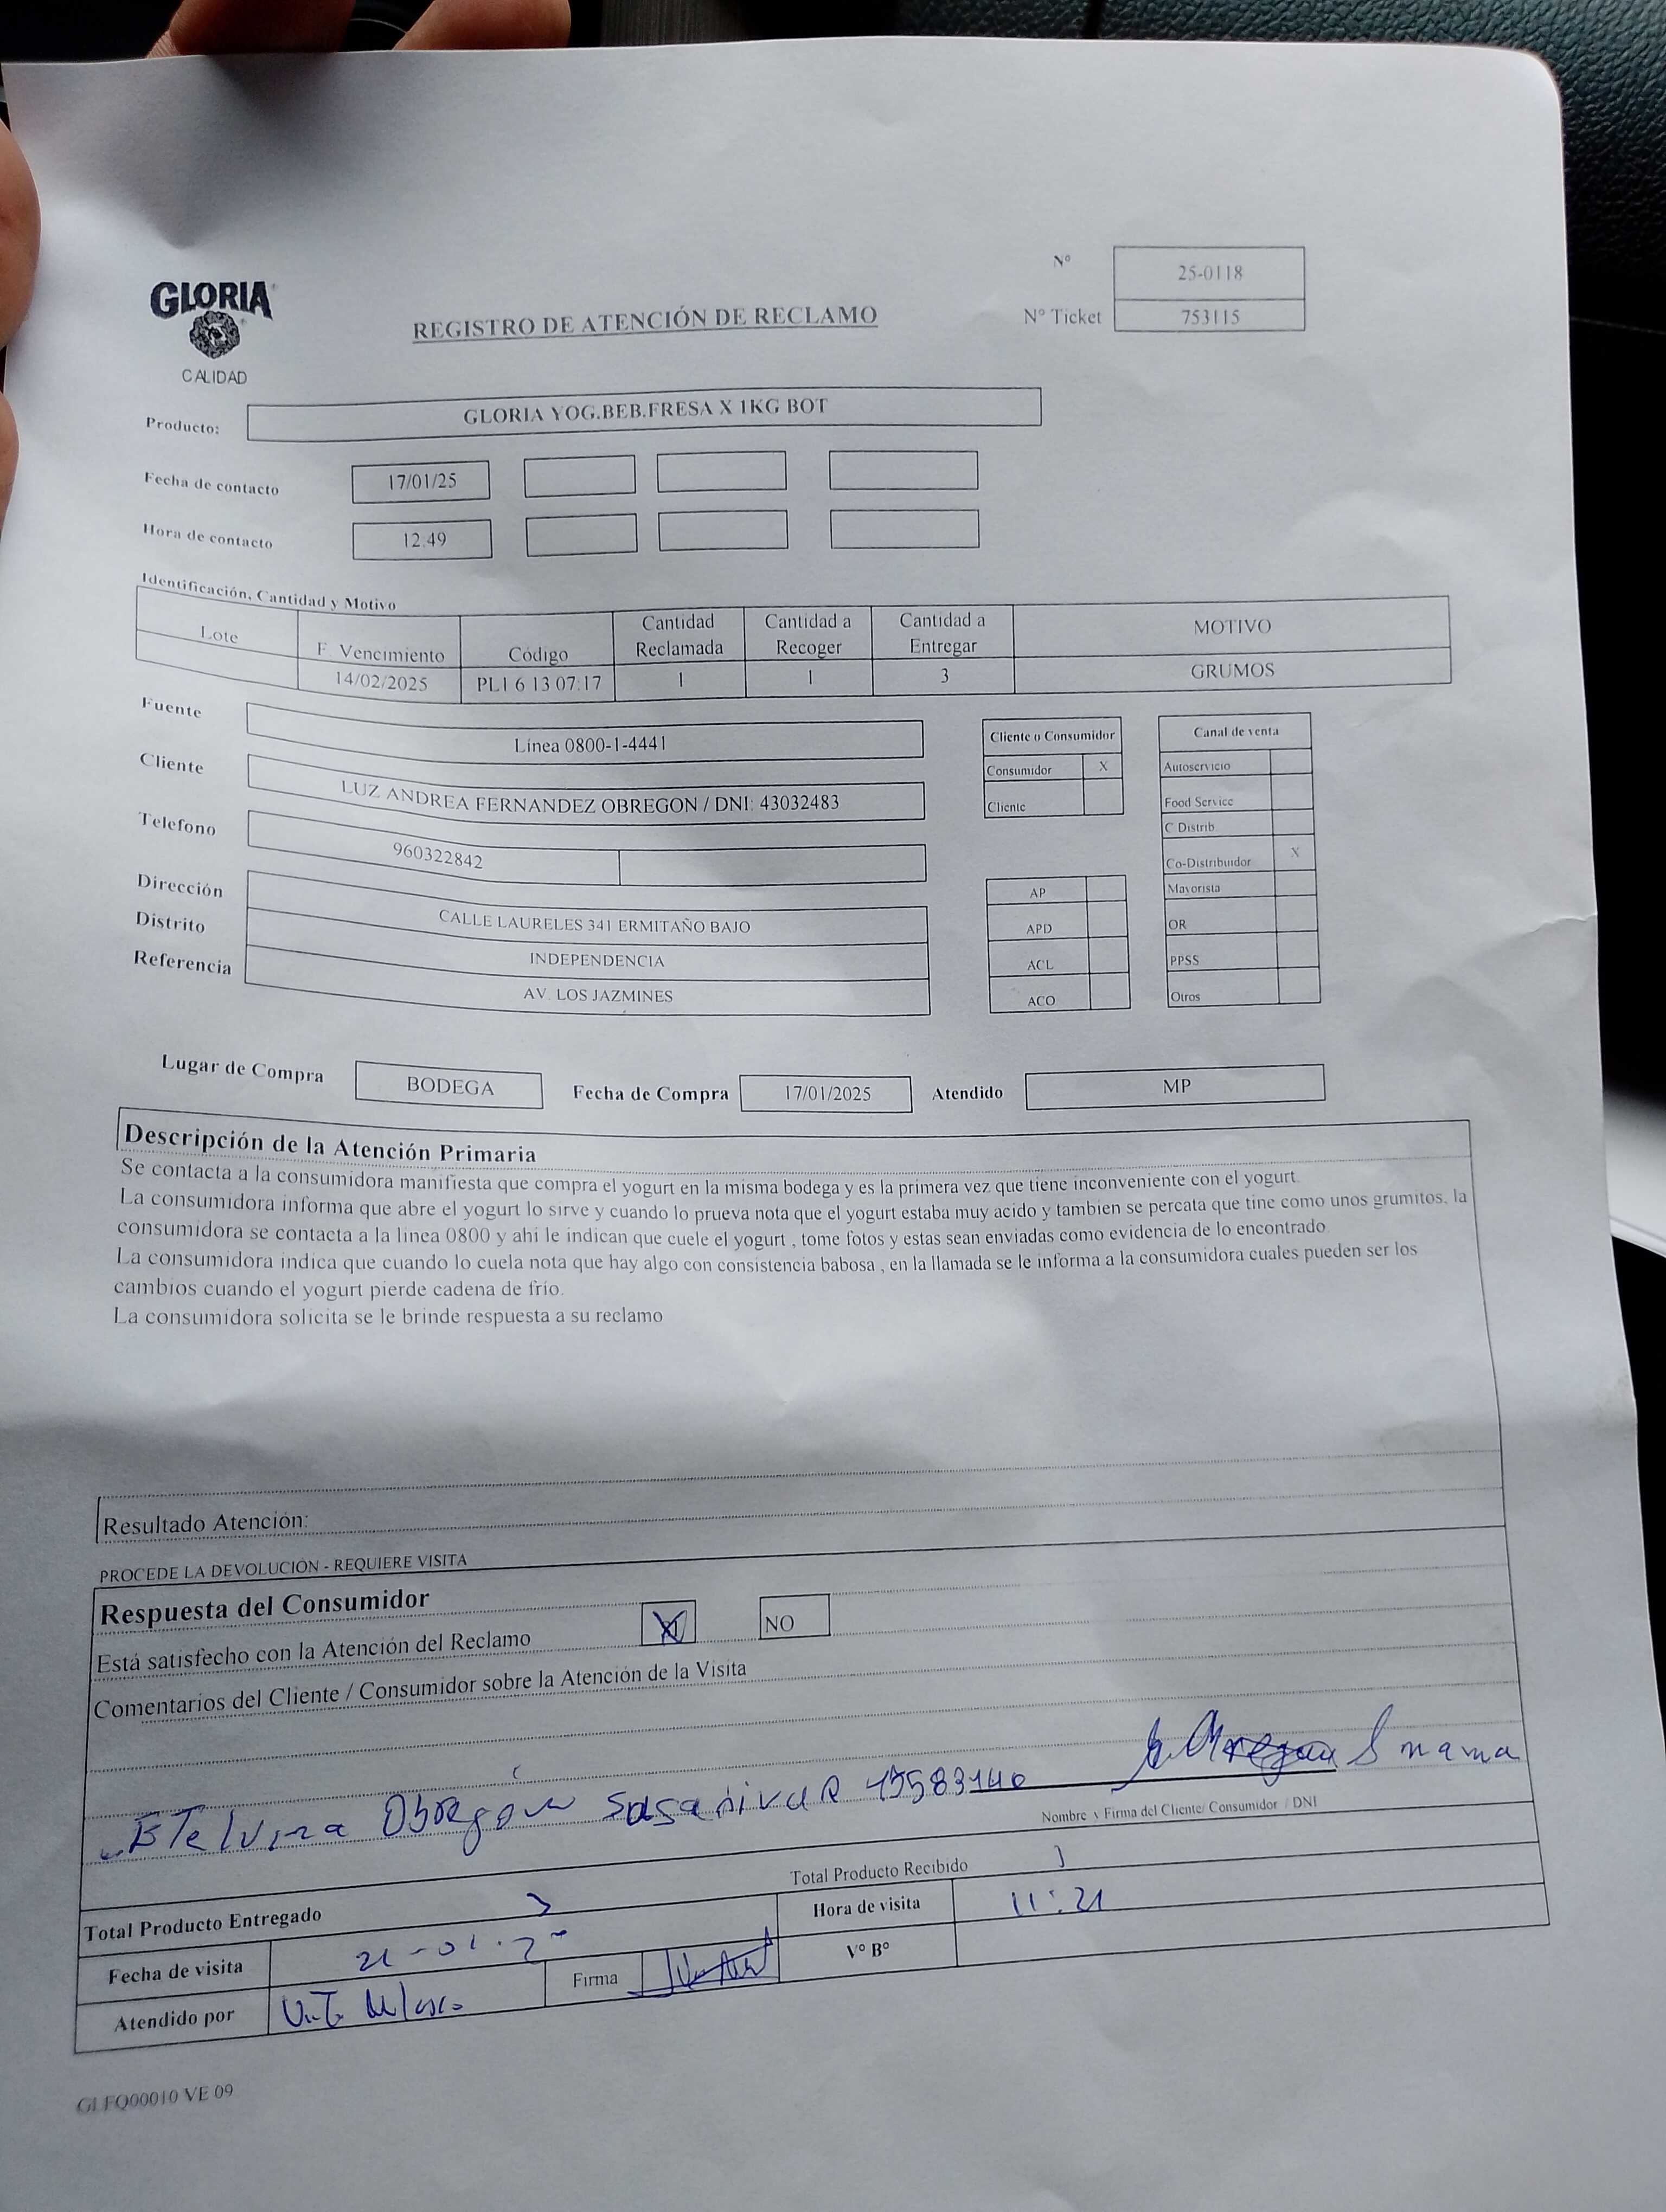 GLORIA
CALIDAD
REGISTRO DE ATENCIÓN DE RECLAMO
Nº 25-0118
Nº Ticket 753115
Producto: GLORIA YOG.BEB.FRESA X 1KG BOT
Fecha de contacto 17/01/25
Hora de contacto 12.49
Identificación, Cantidad y Motivo
Lote F. Vencimiento Código Cantidad Reclamada Cantidad a Recoger Cantidad a Entregar MOTIVO
14/02/2025 PL1 6 13 07:17 1 1 3 GRUMOS
Fuente Línea 0800-1-4441
Cliente LUZ ANDREA FERNANDEZ OBREGON / DNI: 43032483
Telefono 960322842
Dirección CALLE LAURELES 341 ERMITAÑO BAJO
Distrito INDEPENDENCIA
Referencia AV. LOS JAZMINES
Cliente o Consumidor
Consumidor X
Cliente
AP
APD
ACL
ACO
Canal de venta
Autoservicio
Food Service
C Distrib
Co-Distribuidor X
Mayorista
OR
PPSS
Otros
Lugar de Compra BODEGA Fecha de Compra 17/01/2025 Atendido MP
Descripción de la Atención Primaria
Se contacta a la consumidora manifiesta que compra el yogurt en la misma bodega y es la primera vez que tiene inconveniente con el yogurt.
La consumidora informa que abre el yogurt lo sirve y cuando lo prueva nota que el yogurt estaba muy acido y tambien se percata que tine como unos grumitos, la
consumidora se contacta a la linea 0800 y ahi le indican que cuele el yogurt , tome fotos y estas sean enviadas como evidencia de lo encontrado.
La consumidora indica que cuando lo cuela nota que hay algo con consistencia babosa , en la llamada se le informa a la consumidora cuales pueden ser los
cambios cuando el yogurt pierde cadena de frio.
La consumidora solicita se le brinde respuesta a su reclamo
Resultado Atención:
PROCEDE LA DEVOLUCIÓN - REQUIERE VISITA
Respuesta del Consumidor
Está satisfecho con la Atención del Reclamo X NO
Comentarios del Cliente / Consumidor sobre la Atención de la Visita
ETelvina Obregón mama
Nombre y Firma del Cliente/ Consumidor / DNI
Total Producto Entregado 3 Total Producto Recibido 1
Fecha de visita 21-01 Hora de visita 11:21
Atendido por Firma Vº Bº
GLFQ00010 VE 09